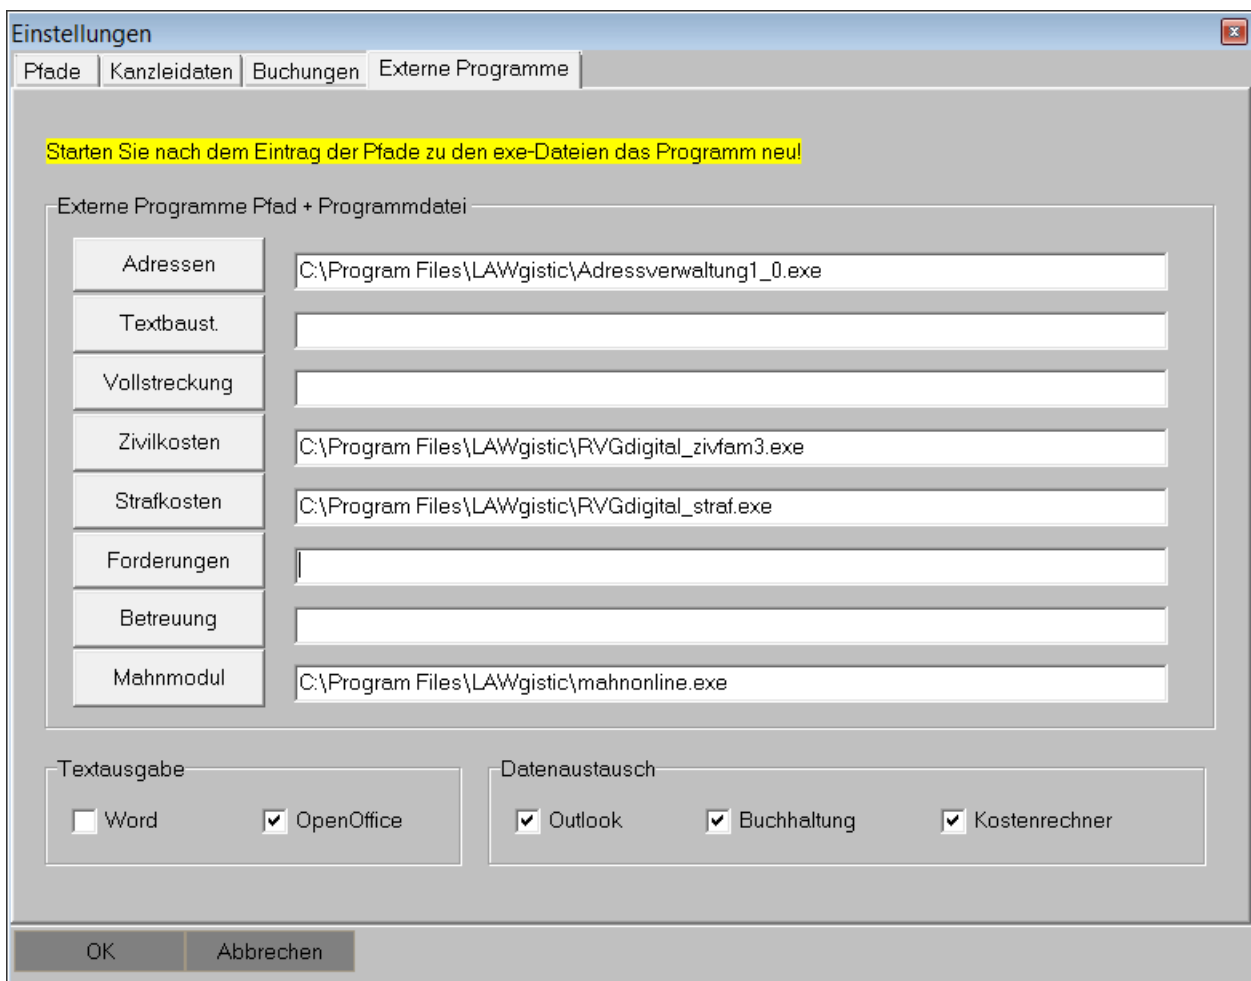 Einstellungen
Pfade Kanzleidaten Buchungen Externe Programme
Starten Sie nach dem Eintrag der Pfade zu den exe-Dateien das Programm neu!
Externe Programme Pfad + Programmdatei
Adressen C:\Program Files\LAWgistic\Adressverwaltung1_0.exe
Textbaust.
Vollstreckung
Zivilkosten C:\Program Files\LAWgistic\RVGdigital_zivfam3.exe
Strafkosten C:\Program Files\LAWgistic\RVGdigital_straf.exe
Forderungen
Betreuung
Mahnmodul C:\Program Files\LAWgistic\mahnonline.exe
Textausgabe Datenaustausch
Word OpenOffice Outlook Buchhaltung Kostenrechner
OK Abbrechen